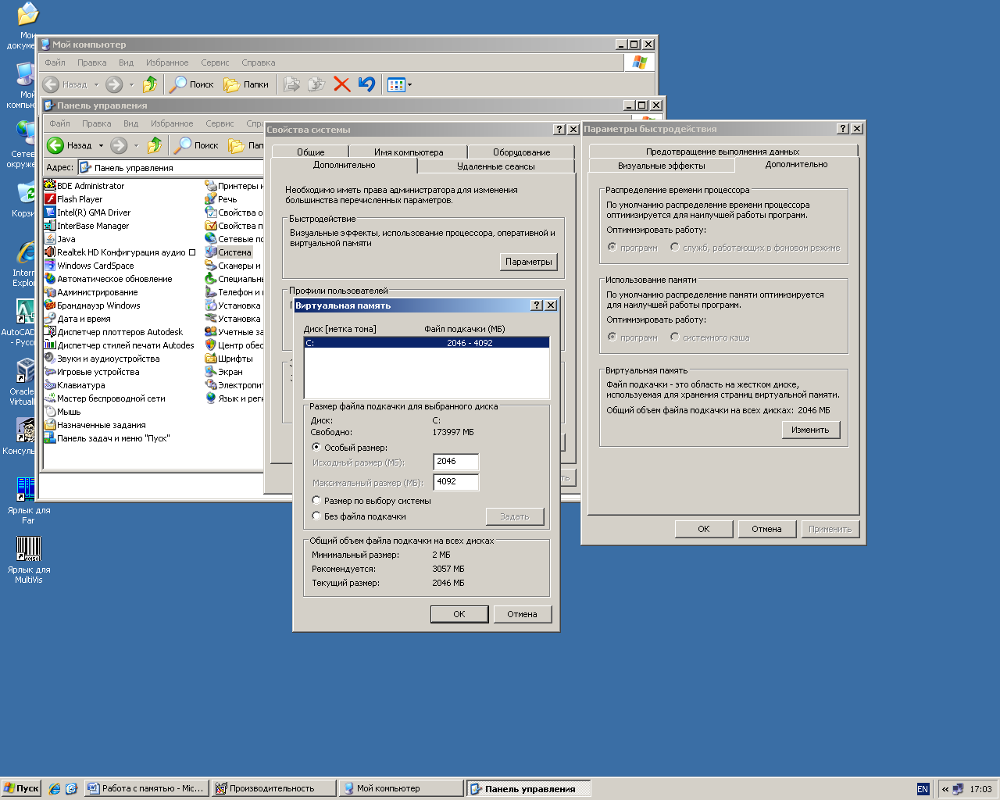 Мои
докуме
Мой
компью
Сетев
окруже
Корзи
Intern
Explor
AutoCAD
- Русс
Oracle
Virtuall
Консуль
Ярлык для
Far
Ярлык для
MultiVis
Мой компьютер
Файл Правка Вид Избранное Сервис Справка
Назад Поиск Папки
Панель управления
Файл Правка Вид Избранное Сервис Спр
Назад Поиск Пап
Адрес: Панель управления
BDE Administrator
Flash Player
Intel(R) GMA Driver
InterBase Manager
Java
Realtek HD Конфигурация аудио
Windows CardSpace
Автоматическое обновление
Администрирование
Брандмауэр Windows
Дата и время
Диспетчер плоттеров Autodesk
Диспетчер стилей печати Autodes
Звуки и аудиоустройства
Игровые устройства
Клавиатура
Мастер беспроводной сети
Мышь
Назначенные задания
Панель задач и меню "Пуск"
Принтеры и
Речь
Свойства о
Свойства п
Сетевые по
Система
Сканеры и
Специальнь
Телефон и
Установка
Установка
Учетные за
Центр обес
Шрифты
Экран
Электропит
Язык и реги
Свойства системы
Общие Имя компьютера Оборудование
Дополнительно Удаленные сеансы
Необходимо иметь права администратора для изменения
большинства перечисленных параметров.
Быстродействие
Визуальные эффекты, использование процессора, оперативной и
виртуальной памяти
Параметры
Профили пользователей
ть
Виртуальная память
Диск [метка тома] Файл подкачки (МБ)
C: 2046 - 4092
Размер файла подкачки для выбранного диска
Диск: C:
Свободно: 173997 МБ
Особый размер:
Исходный размер (МБ): 2046
Максимальный размер (МБ): 4092
Размер по выбору системы
Без файла подкачки
Задать
Общий объем файла подкачки на всех дисках
Минимальный размер: 2 МБ
Рекомендуется: 3057 МБ
Текущий размер: 2046 МБ
ОК Отмена
Параметры быстродействия
Предотвращение выполнения данных
Визуальные эффекты Дополнительно
Распределение времени процессора
По умолчанию распределение времени процессора
оптимизируется для наилучшей работы программ.
Оптимизировать работу:
программ служб, работающих в фоновом режиме
Использование памяти
По умолчанию распределение памяти оптимизируется
для наилучшей работы программ.
Оптимизировать работу:
программ системного кэша
Виртуальная память
Файл подкачки - это область на жестком диске,
используемая для хранения страниц виртуальной памяти.
Общий объем файла подкачки на всех дисках: 2046 МБ
Изменить
ОК Отмена Применить
Пуск Работа с памятью - Mic... Производительность Мой компьютер Панель управления EN « 17:03